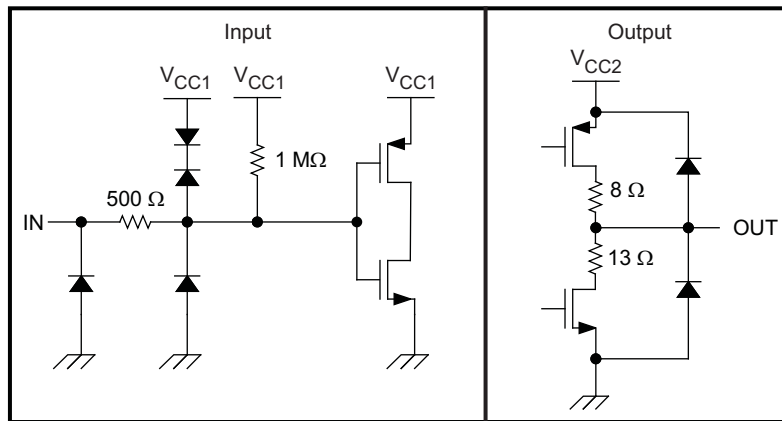 Input
Output
VCC1
VCC1
VCC1
VCC2
1 MΩ
500 Ω
IN
8 Ω
OUT
13 Ω